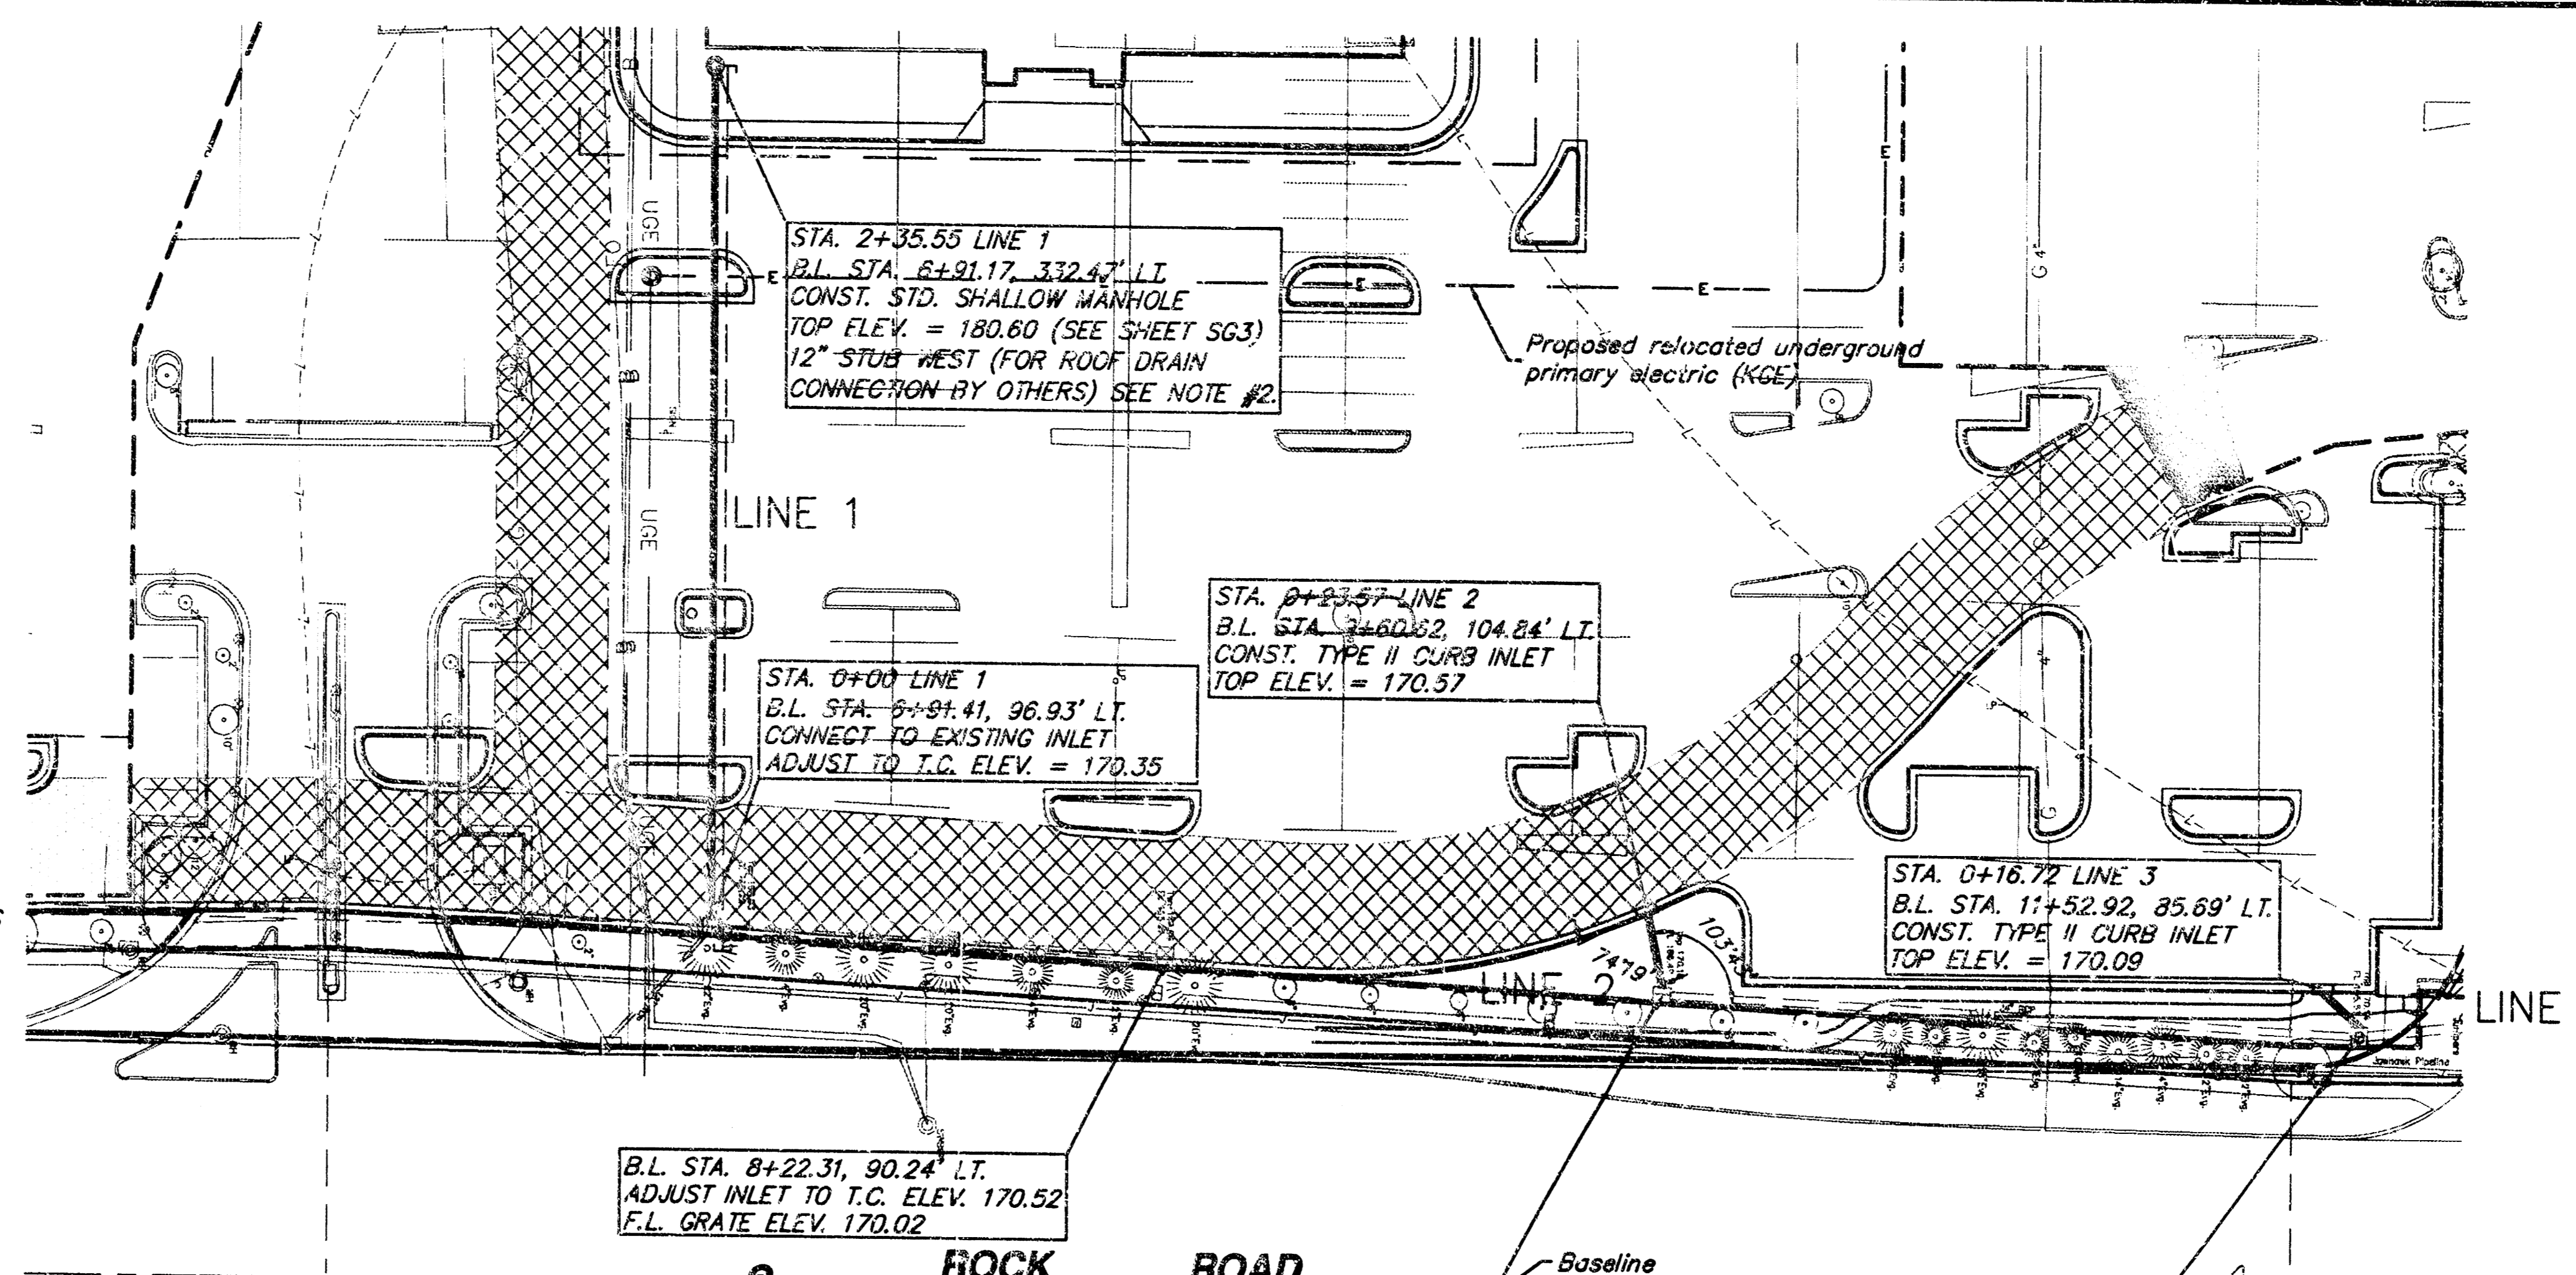 STA. 2+35.55 LINE 1
B.L. STA. 6+91.17, 332.47' LT.
CONST. STD. SHALLOW MANHOLE
TOP ELEV. = 180.60 (SEE SHEET SG3)
12" STUB WEST (FOR ROOF DRAIN
CONNECTION BY OTHERS) SEE NOTE #2.
UGE
E
E
E
E
G 4"
Proposed relocated underground
primary electric (KGE)
LINE 1
UGE
STA. 0+23.57 LINE 2
B.L. STA. 9+60.62, 104.84' LT.
CONST. TYPE II CURB INLET
TOP ELEV. = 170.57
STA. 0+00 LINE 1
B.L. STA. 6+91.41, 96.93' LT.
CONNECT TO EXISTING INLET
ADJUST TO T.C. ELEV. = 170.35
4"
G
STA. 0+16.72 LINE 3
B.L. STA. 11+52.92, 85.69' LT.
CONST. TYPE II CURB INLET
TOP ELEV. = 170.09
LINE 2
LINE
Jayhawk Pipeline
B.L. STA. 8+22.31, 90.24' LT.
ADJUST INLET TO T.C. ELEV. 170.52
F.L. GRATE ELEV. 170.02
ROCK ROAD
Baseline